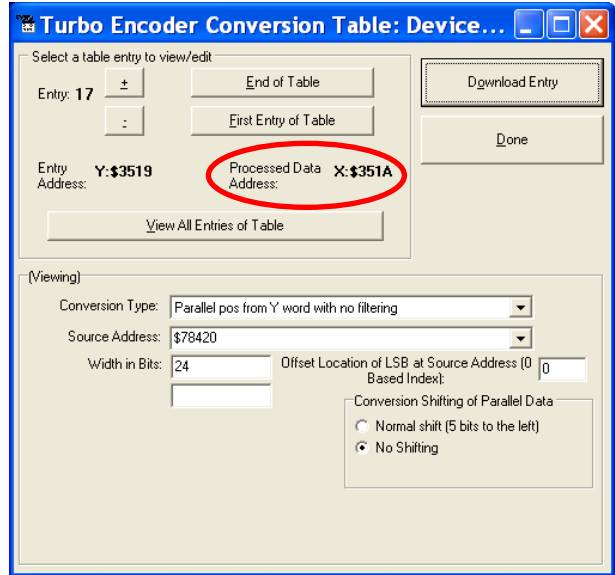 Turbo Encoder Conversion Table: Device...
Select a table entry to view/edit
Entry: 17
+
-
End of Table
First Entry of Table
Download Entry
Done
Entry Address: Y:$3519
Processed Data Address: X:$351A
View All Entries of Table
(Viewing)
Conversion Type: Parallel pos from Y word with no filtering
Source Address: $78420
Width in Bits: 24
Offset Location of LSB at Source Address (0 Based Index): 0
Conversion Shifting of Parallel Data
Normal shift (5 bits to the left)
No Shifting